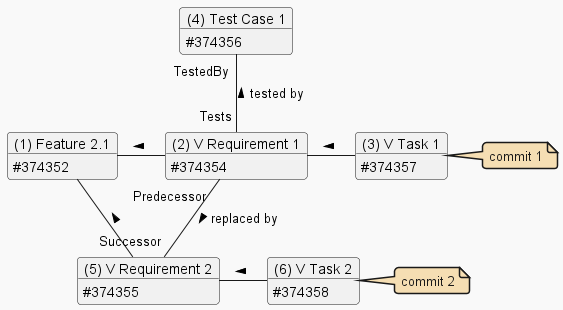 (4) Test Case 1
#374356
TestedBy
tested by
Tests
(1) Feature 2.1
#374352
(2) V Requirement 1
#374354
(3) V Task 1
#374357
commit 1
Predecessor
replaced by
Successor
(5) V Requirement 2
#374355
(6) V Task 2
#374358
commit 2